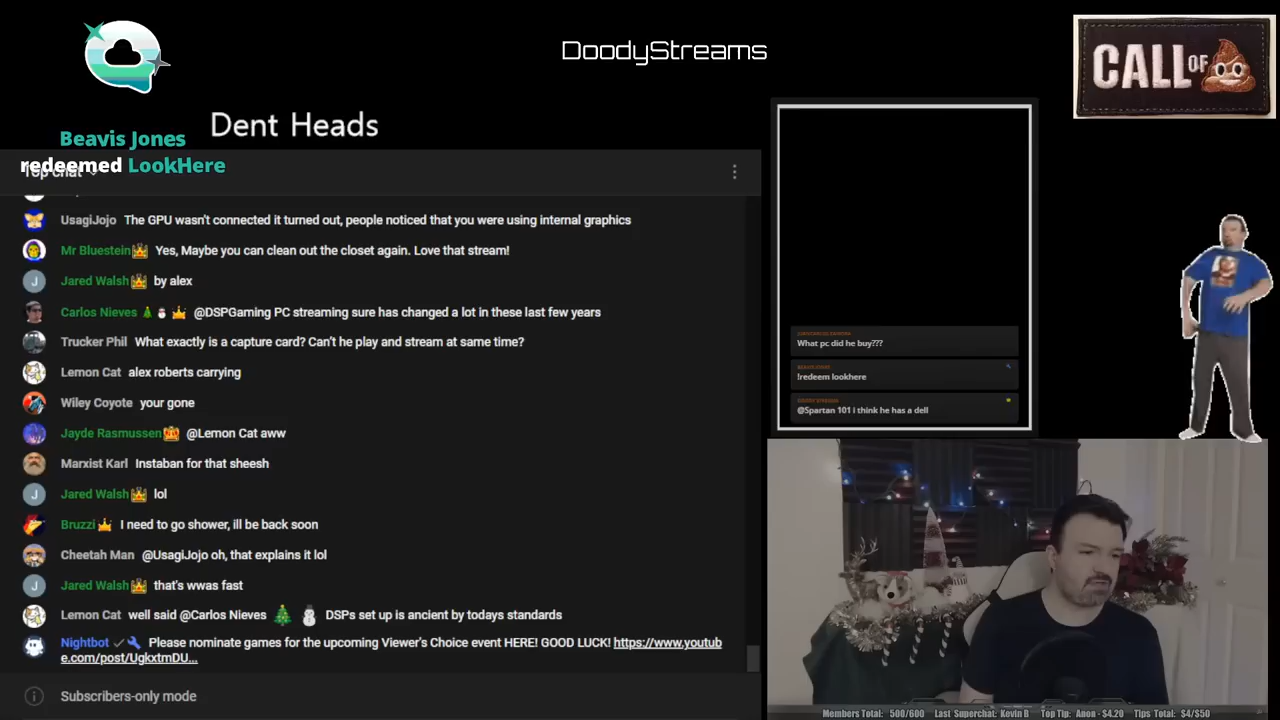 DoodyStreams
CALL OF
Dent Heads
Beavis Jones
redeemed LookHere
Top chat
UsagiJojo The GPU wasn't connected it turned out, people noticed that you were using internal graphics
Mr Bluestein Yes, Maybe you can clean out the closet again. Love that stream!
Jared Walsh by alex
Carlos Nieves @DSPGaming PC streaming sure has changed a lot in these last few years
Trucker Phil What exactly is a capture card? Can't he play and stream at same time?
Lemon Cat alex roberts carrying
Wiley Coyote your gone
Jayde Rasmussen @Lemon Cat aww
Marxist Karl Instaban for that sheesh
Jared Walsh lol
Bruzzi I need to go shower, ill be back soon
Cheetah Man @UsagiJojo oh, that explains it lol
J Jared Walsh that's wwas fast
Lemon Cat well said @Carlos Nieves DSPs set up is ancient by todays standards
Nightbot Please nominate games for the upcoming Viewer's Choice event HERE! GOOD LUCK! https://www.youtub
e.com/post/UgkxtmDU...
Subscribers-only mode
What pc did he buy???
!redeem lookhere
@Spartan 101 i think he has a dell
Members Total: 500/600 Last Superchat: Kevin B Top Tip: Anon - $4.20 Tips Total: $4/$50